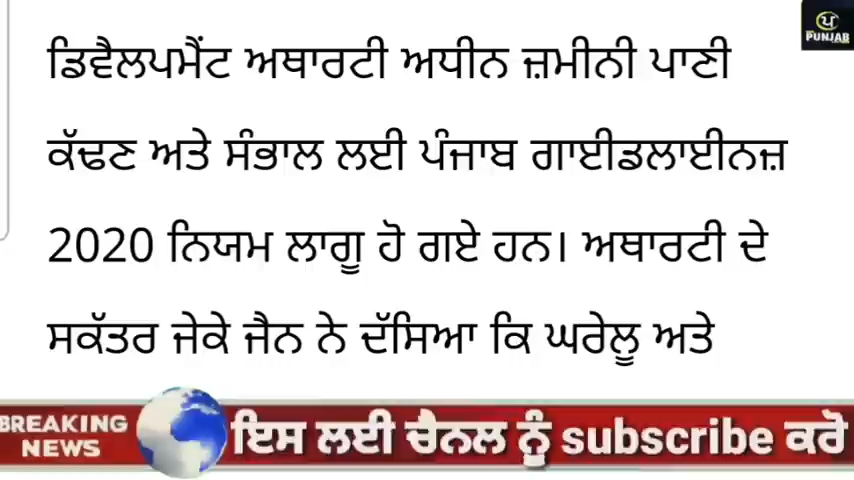 ਪ
PUNJAB
ਡਿਵੈਲਪਮੈਂਟ ਅਥਾਰਟੀ ਅਧੀਨ ਜ਼ਮੀਨੀ ਪਾਣੀ
ਕੱਢਣ ਅਤੇ ਸੰਭਾਲ ਲਈ ਪੰਜਾਬ ਗਾਈਡਲਾਈਨਜ਼
2020 ਨਿਯਮ ਲਾਗੂ ਹੋ ਗਏ ਹਨ। ਅਥਾਰਟੀ ਦੇ
ਸਕੱਤਰ ਜੇਕੇ ਜੈਨ ਨੇ ਦੱਸਿਆ ਕਿ ਘਰੇਲੂ ਅਤੇ
BREAKING
NEWS
ਇਸ ਲਈ ਚੈਨਲ ਨੂੰ subscribe ਕਰੋ